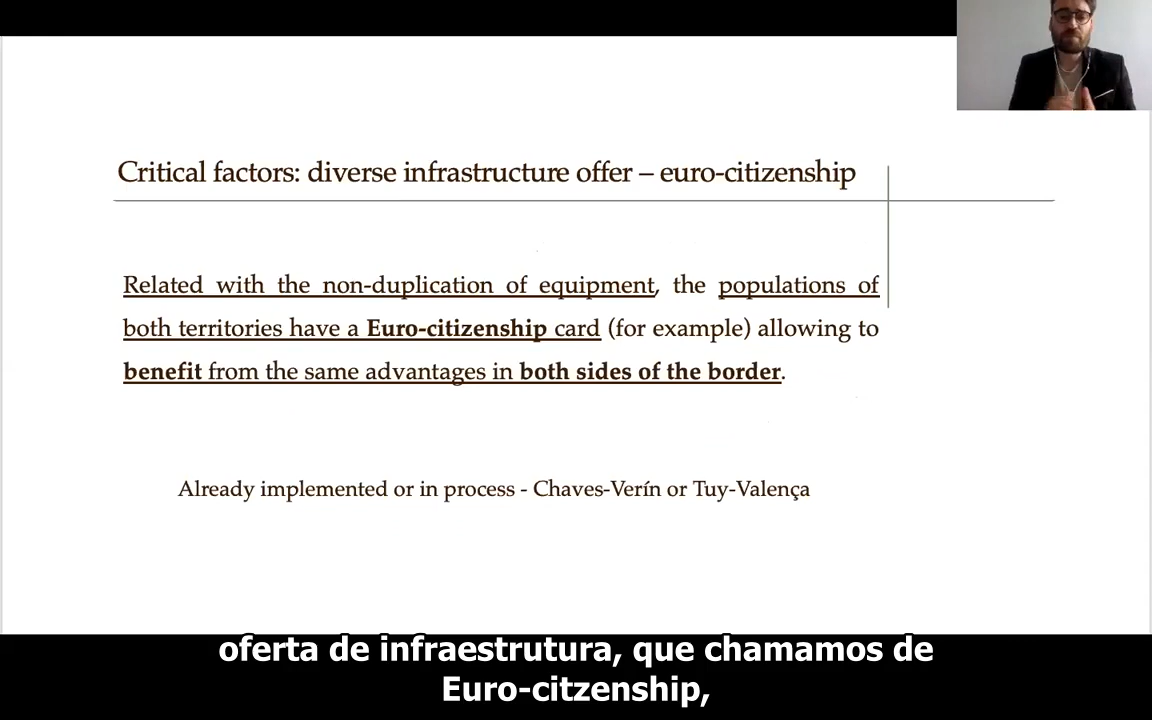 Critical factors: diverse infrastructure offer – euro-citizenship
Related with the non-duplication of equipment, the populations of
both territories have a Euro-citizenship card (for example) allowing to
benefit from the same advantages in both sides of the border.
Already implemented or in process - Chaves-Verín or Tuy-Valença
oferta de infraestrutura, que chamamos de
Euro-citzenship,